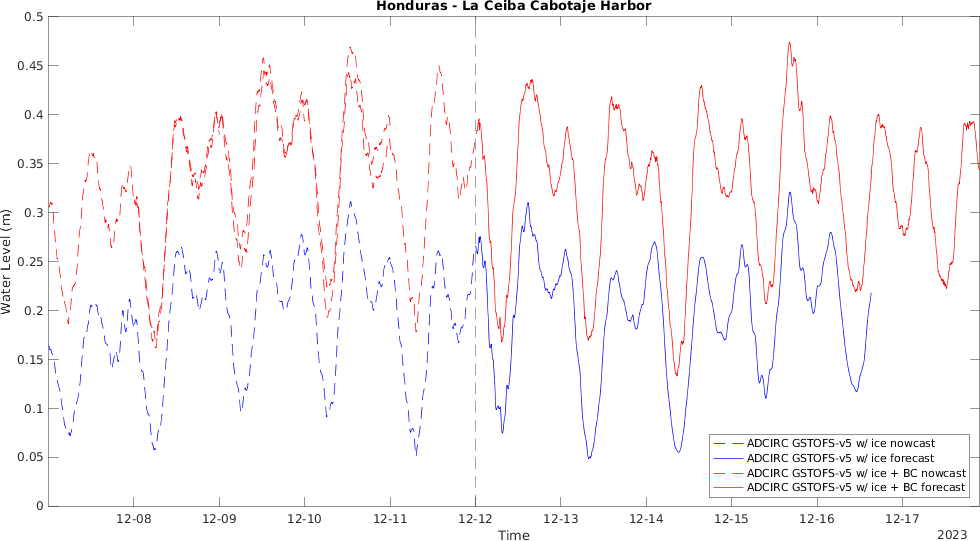 Honduras - La Ceiba Cabotaje Harbor
0.5
0.45
0.4
0.35
0.3
0.25
0.2
0.15
0.1
0.05
0
Water Level (m)
12-08 12-09 12-10 12-11 12-12 12-13 12-14 12-15 12-16 12-17
Time
2023
ADCIRC GSTOFS-v5 w/ ice nowcast
ADCIRC GSTOFS-v5 w/ ice forecast
ADCIRC GSTOFS-v5 w/ ice + BC nowcast
ADCIRC GSTOFS-v5 w/ ice + BC forecast